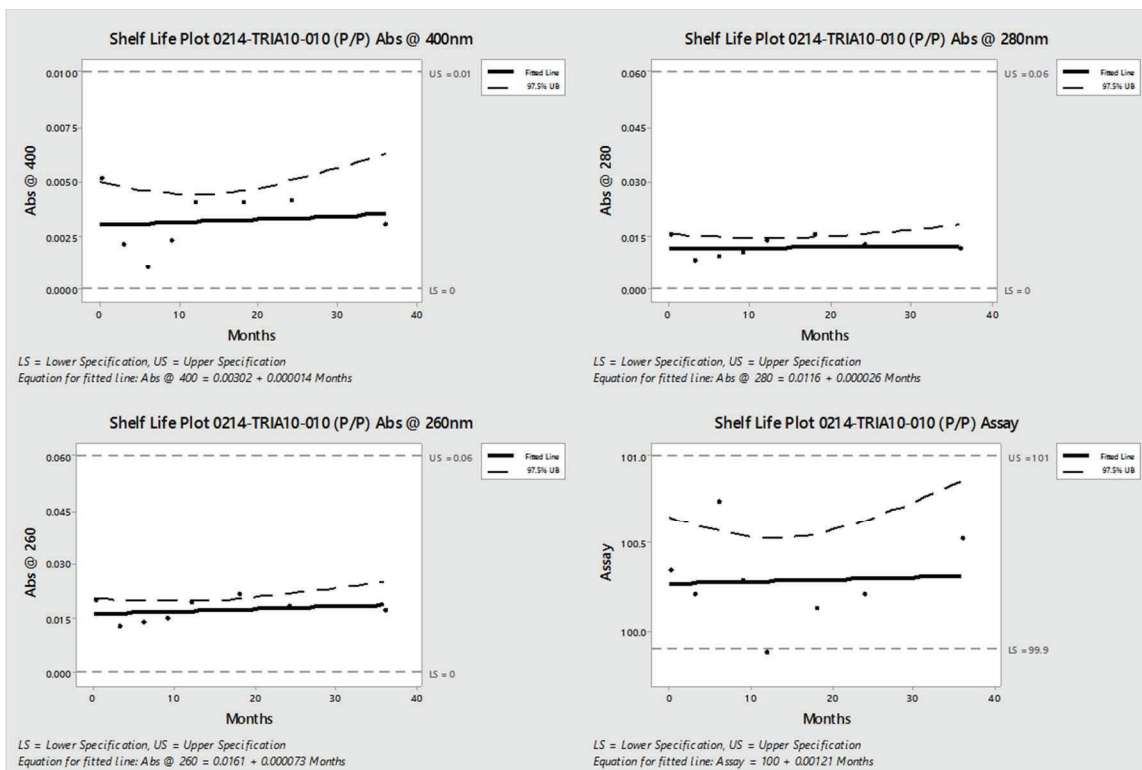 Shelf Life Plot 0214-TRIA10-010 (P/P) Abs @ 400nm
0.0100
0.0075
0.0050
0.0025
0.0000
Abs @ 400
US = 0.01
LS = 0
Fitted Line
97.5% UB
0 10 20 30 40
Months
LS = Lower Specification, US = Upper Specification
Equation for fitted line: Abs @ 400 = 0.00302 + 0.000014 Months
Shelf Life Plot 0214-TRIA10-010 (P/P) Abs @ 280nm
0.060
0.045
0.030
0.015
0.000
Abs @ 280
US = 0.06
LS = 0
Fitted Line
97.5% UB
0 10 20 30 40
Months
LS = Lower Specification, US = Upper Specification
Equation for fitted line: Abs @ 280 = 0.0116 + 0.000026 Months
Shelf Life Plot 0214-TRIA10-010 (P/P) Abs @ 260nm
0.060
0.045
0.030
0.015
0.000
Abs @ 260
US = 0.06
LS = 0
Fitted Line
97.5% UB
0 10 20 30 40
Months
LS = Lower Specification, US = Upper Specification
Equation for fitted line: Abs @ 260 = 0.0161 + 0.000073 Months
Shelf Life Plot 0214-TRIA10-010 (P/P) Assay
101.0
100.5
100.0
Assay
US = 101
LS = 99.9
Fitted Line
97.5% UB
0 10 20 30 40
Months
LS = Lower Specification, US = Upper Specification
Equation for fitted line: Assay = 100 + 0.00121 Months